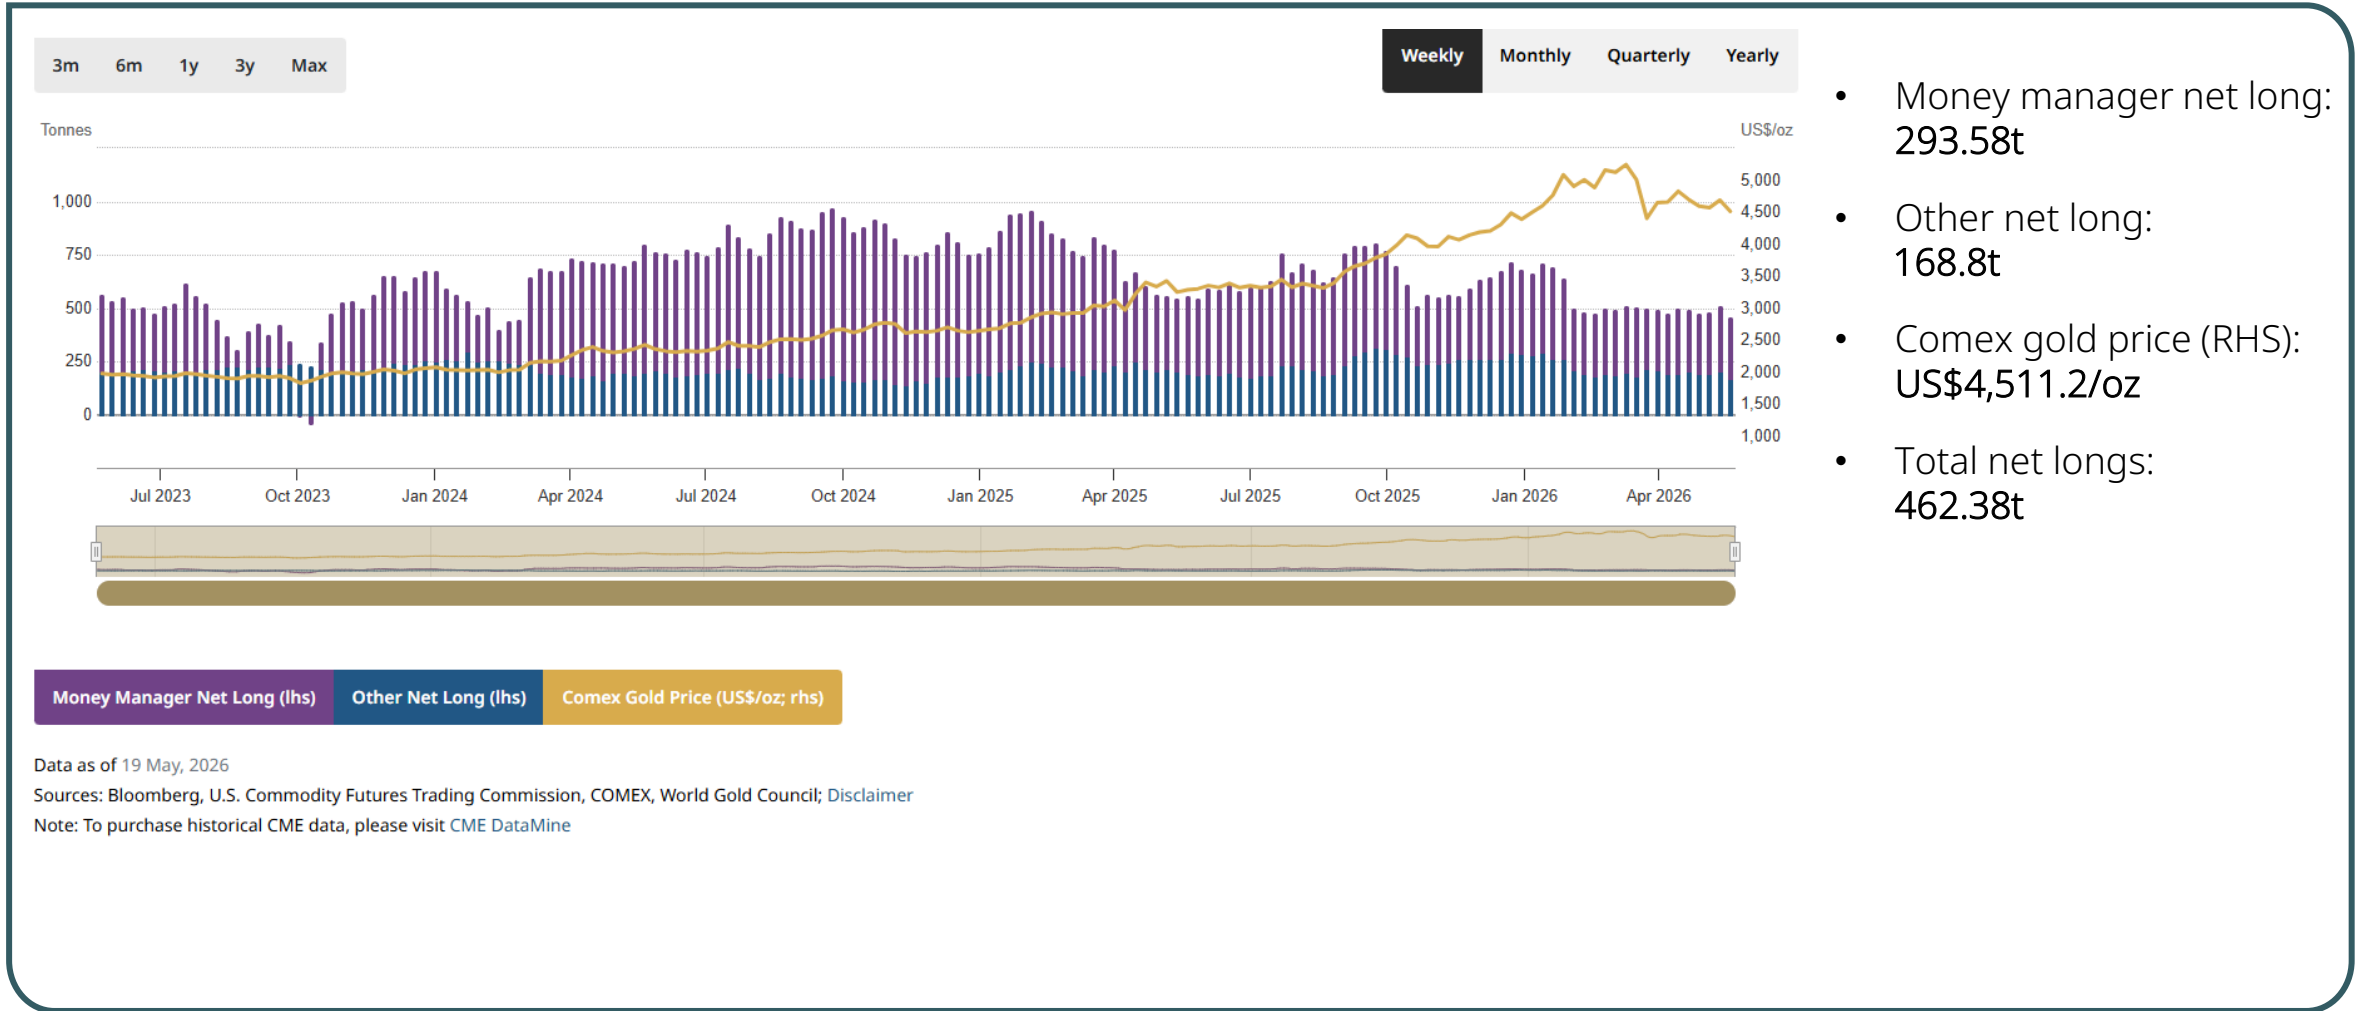 3m 6m 1y 3y Max
Weekly Monthly Quarterly Yearly
Tonnes
US$/oz
1,000
750
500
250
0
5,000
4,500
4,000
3,500
3,000
2,500
2,000
1,500
1,000
Jul 2023 Oct 2023 Jan 2024 Apr 2024 Jul 2024 Oct 2024 Jan 2025 Apr 2025 Jul 2025 Oct 2025 Jan 2026 Apr 2026
Money Manager Net Long (lhs) Other Net Long (lhs) Comex Gold Price (US$/oz; rhs)
Data as of 19 May, 2026
Sources: Bloomberg, U.S. Commodity Futures Trading Commission, COMEX, World Gold Council; Disclaimer
Note: To purchase historical CME data, please visit CME DataMine
• Money manager net long:
293.58t
• Other net long:
168.8t
• Comex gold price (RHS):
US$4,511.2/oz
• Total net longs:
462.38t